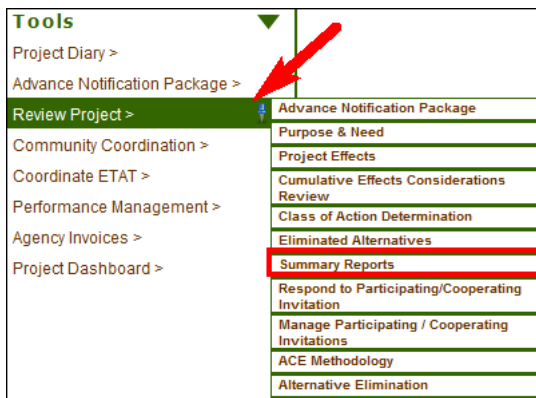 Tools
Project Diary >
Advance Notification Package >
Review Project >
Community Coordination >
Coordinate ETAT >
Performance Management >
Agency Invoices >
Project Dashboard >
Advance Notification Package
Purpose & Need
Project Effects
Cumulative Effects Considerations
Review
Class of Action Determination
Eliminated Alternatives
Summary Reports
Respond to Participating/Cooperating
Invitation
Manage Participating / Cooperating
Invitations
ACE Methodology
Alternative Elimination